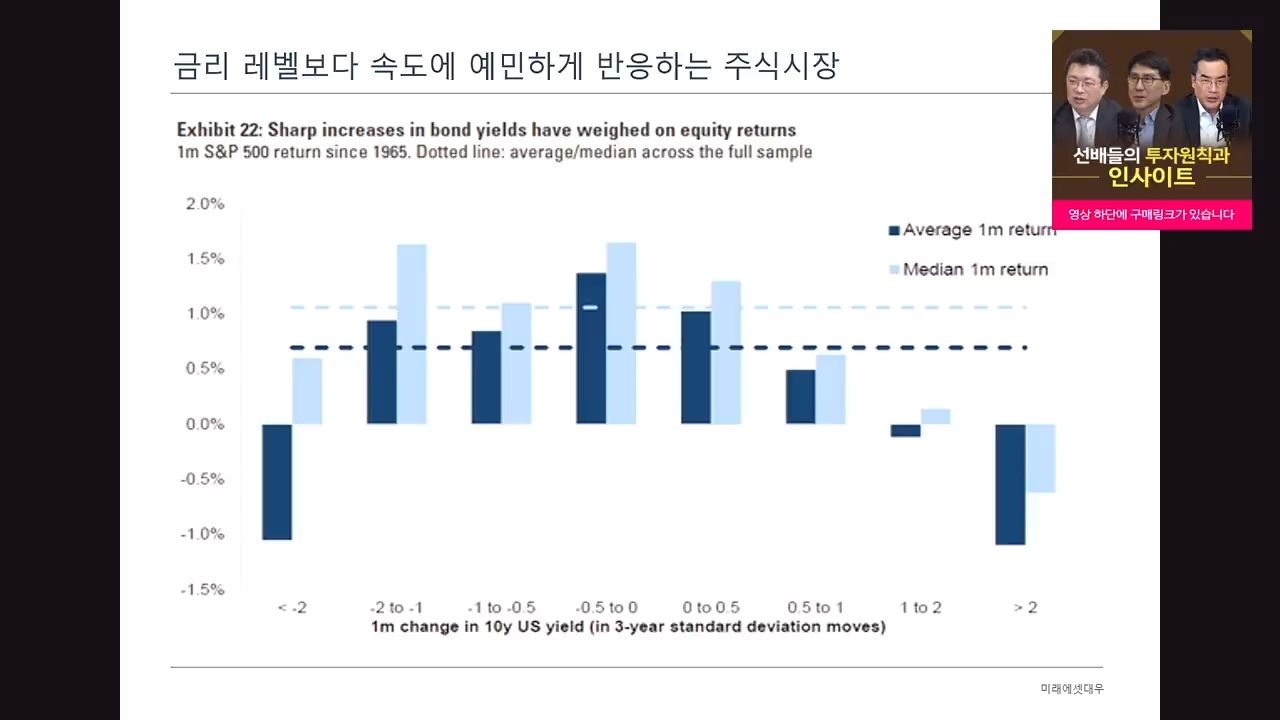 금리 레벨보다 속도에 예민하게 반응하는 주식시장
Exhibit 22: Sharp increases in bond yields have weighed on equity returns
1m S&P 500 return since 1965. Dotted line: average/median across the full sample
선배들의 투자원칙과
인사이트
영상 하단에 구매링크가 있습니다
Average 1m return
Median 1m return
2.0%
1.5%
1.0%
0.5%
0.0%
-0.5%
-1.0%
-1.5%
< -2 -2 to -1 -1 to -0.5 -0.5 to 0 0 to 0.5 0.5 to 1 1 to 2 > 2
1m change in 10y US yield (in 3-year standard deviation moves)
미래에셋대우